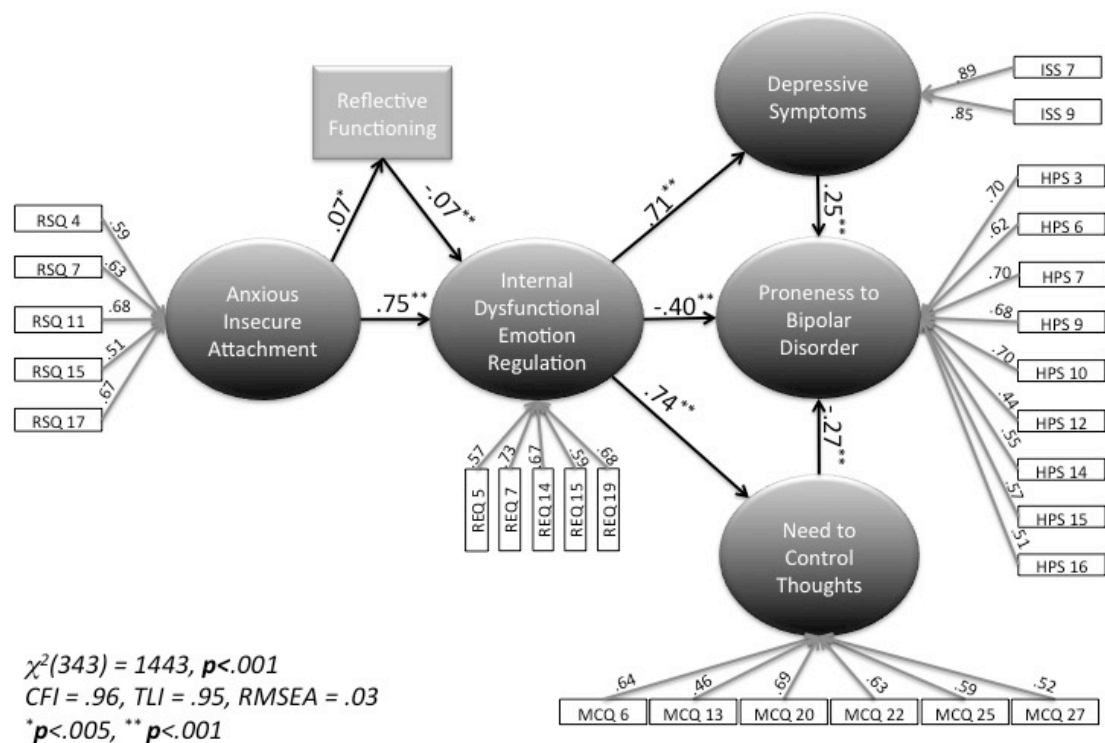 Reflective
Functioning
Depressive
Symptoms
.89
ISS 7
.85
ISS 9
.07*
-.07**
.71**
.25**
RSQ 4
.59
RSQ 7
.63
RSQ 11
.68
RSQ 15
.51
RSQ 17
.67
Anxious
Insecure
Attachment
.75**
Internal
Dysfunctional
Emotion
Regulation
-.40**
Proneness to
Bipolar
Disorder
.70
HPS 3
.62
HPS 6
.70
HPS 7
.68
HPS 9
.70
HPS 10
.44
HPS 12
.55
HPS 14
.57
HPS 15
.51
HPS 16
.74**
-.27**
.57
.73
.67
.59
.68
REQ 5
REQ 7
REQ 14
REQ 15
REQ 19
Need to
Control
Thoughts
.64
.46
.69
.63
.59
.52
MCQ 6
MCQ 13
MCQ 20
MCQ 22
MCQ 25
MCQ 27
χ²(343) = 1443, p<.001
CFI = .96, TLI = .95, RMSEA = .03
*p<.005, ** p<.001